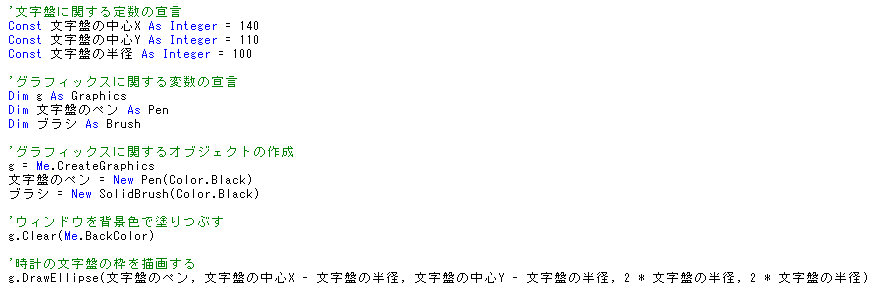 '文字盤に関する定数の宣言
Const 文字盤の中心X As Integer = 140
Const 文字盤の中心Y As Integer = 110
Const 文字盤の半径 As Integer = 100
'グラフィックスに関する変数の宣言
Dim g As Graphics
Dim 文字盤のペン As Pen
Dim ブラシ As Brush
'グラフィックスに関するオブジェクトの作成
g = Me.CreateGraphics
文字盤のペン = New Pen(Color.Black)
ブラシ = New SolidBrush(Color.Black)
'ウィンドウを背景色で塗りつぶす
g.Clear(Me.BackColor)
'時計の文字盤の枠を描画する
g.DrawEllipse(文字盤のペン, 文字盤の中心X - 文字盤の半径, 文字盤の中心Y - 文字盤の半径, 2 * 文字盤の半径, 2 * 文字盤の半径)